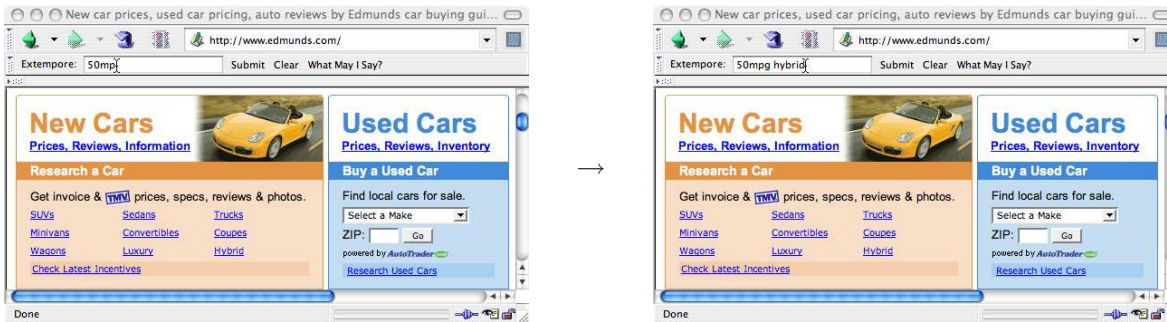 New car prices, used car pricing, auto reviews by Edmunds car buying gui...
http://www.edmunds.com/
Extempore: 50mp Submit Clear What May I Say?
New Cars
Prices, Reviews, Information
Research a Car
Get invoice & TMV prices, specs, reviews & photos.
SUVs Sedans Trucks
Minivans Convertibles Coupes
Wagons Luxury Hybrid
Check Latest Incentives
Used Cars
Prices, Reviews, Inventory
Buy a Used Car
Find local cars for sale.
Select a Make
ZIP: Go
powered by AutoTrader
Research Used Cars
Done
→
New car prices, used car pricing, auto reviews by Edmunds car buying gui...
http://www.edmunds.com/
Extempore: 50mpg hybrid Submit Clear What May I Say?
New Cars
Prices, Reviews, Information
Research a Car
Get invoice & TMV prices, specs, reviews & photos.
SUVs Sedans Trucks
Minivans Convertibles Coupes
Wagons Luxury Hybrid
Check Latest Incentives
Used Cars
Prices, Reviews, Inventory
Buy a Used Car
Find local cars for sale.
Select a Make
ZIP: Go
powered by AutoTrader
Research Used Cars
Done